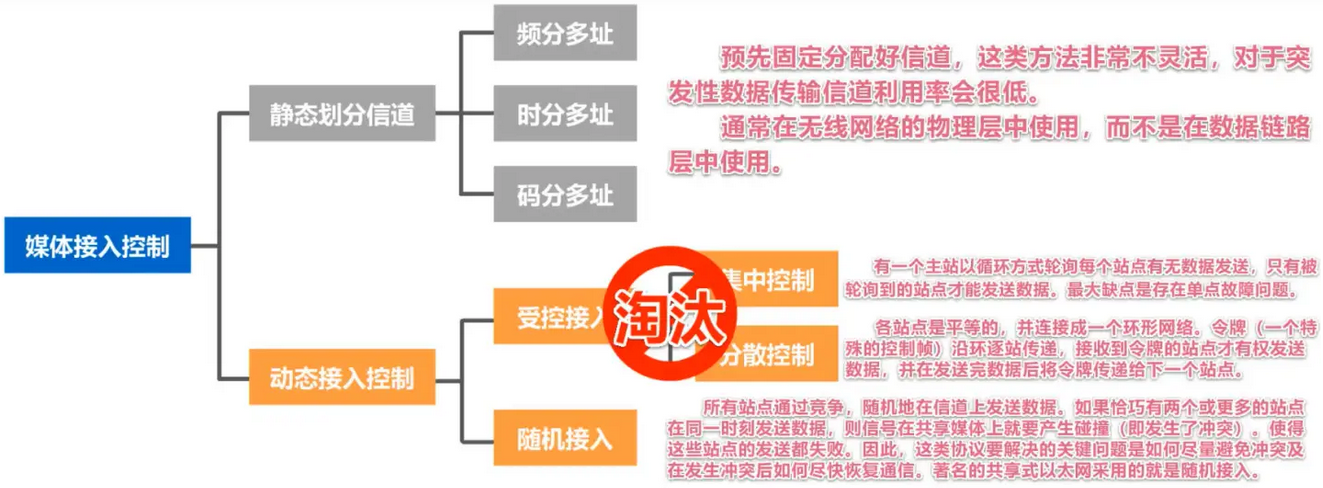 频分多址
预先固定分配好信道，这类方法非常不灵活，对于突
发性数据传输信道利用率会很低。
静态划分信道
时分多址
通常在无线网络的物理层中使用，而不是在数据链路
层中使用。
码分多址
媒体接入控制
集中控制
有一个主站以循环方式轮询每个站点有无数据发送，只有被
轮询到的站点才能发送数据。最大缺点是存在单点故障问题。
受控接入
淘汰
分散控制
各站点是平等的，并连接成一个环形网络。令牌（一个特
殊的控制帧）沿环逐站传递，接收到令牌的站点才有权发送
数据，并在发送完数据后将令牌传递给下一个站点。
动态接入控制
随机接入
所有站点通过竞争，随机地在信道上发送数据。如果恰巧有两个或更多的站点
在同一时刻发送数据，则信号在共享媒体上就要产生碰撞（即发生了冲突）。使得
这些站点的发送都失败。因此，这类协议要解决的关键问题是如何尽量避免冲突及
在发生冲突后如何尽快恢复通信。著名的共享式以太网采用的就是随机接入。